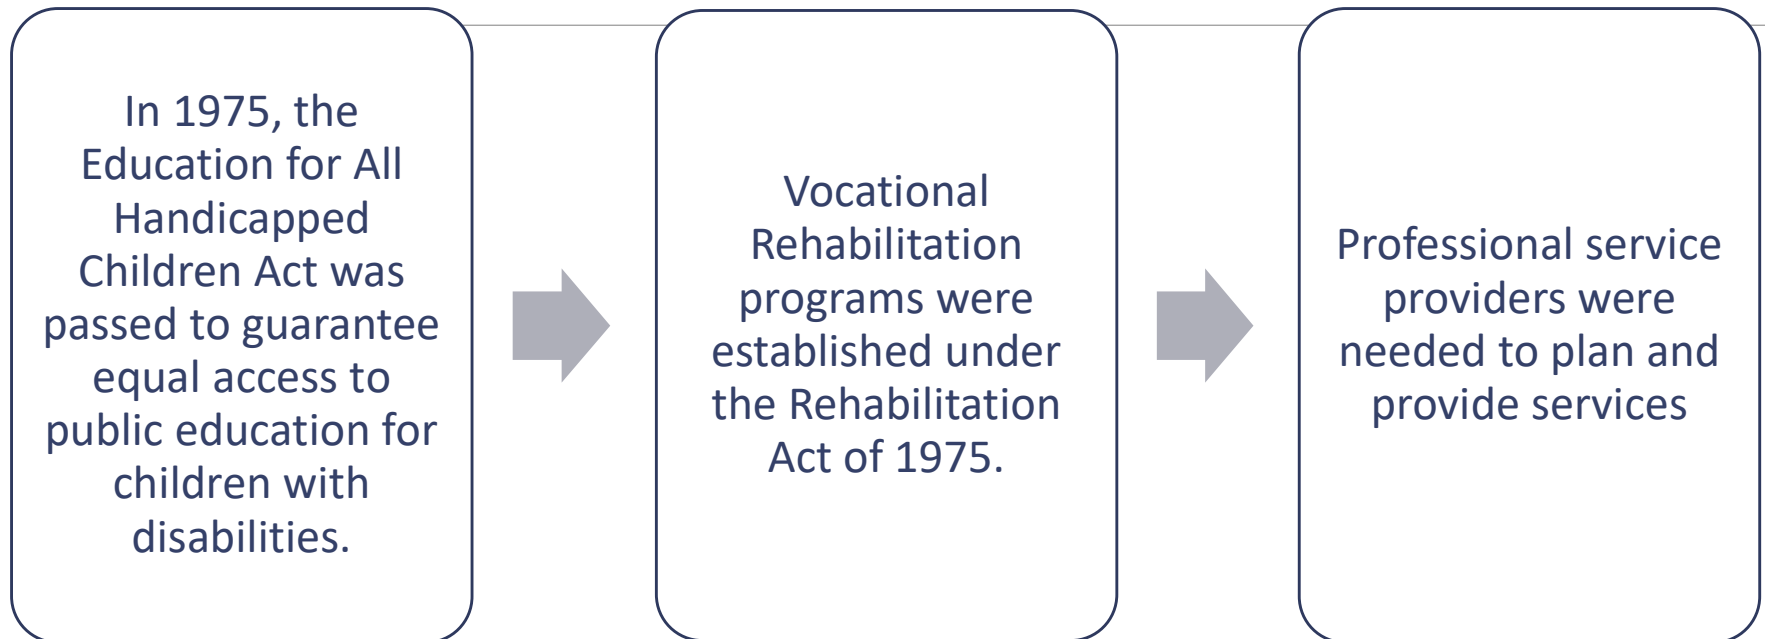 In 1975, the
Education for All
Handicapped
Children Act was
passed to guarantee
equal access to
public education for
children with
disabilities.
Vocational
Rehabilitation
programs were
established under
the Rehabilitation
Act of 1975.
Professional service
providers were
needed to plan and
provide services